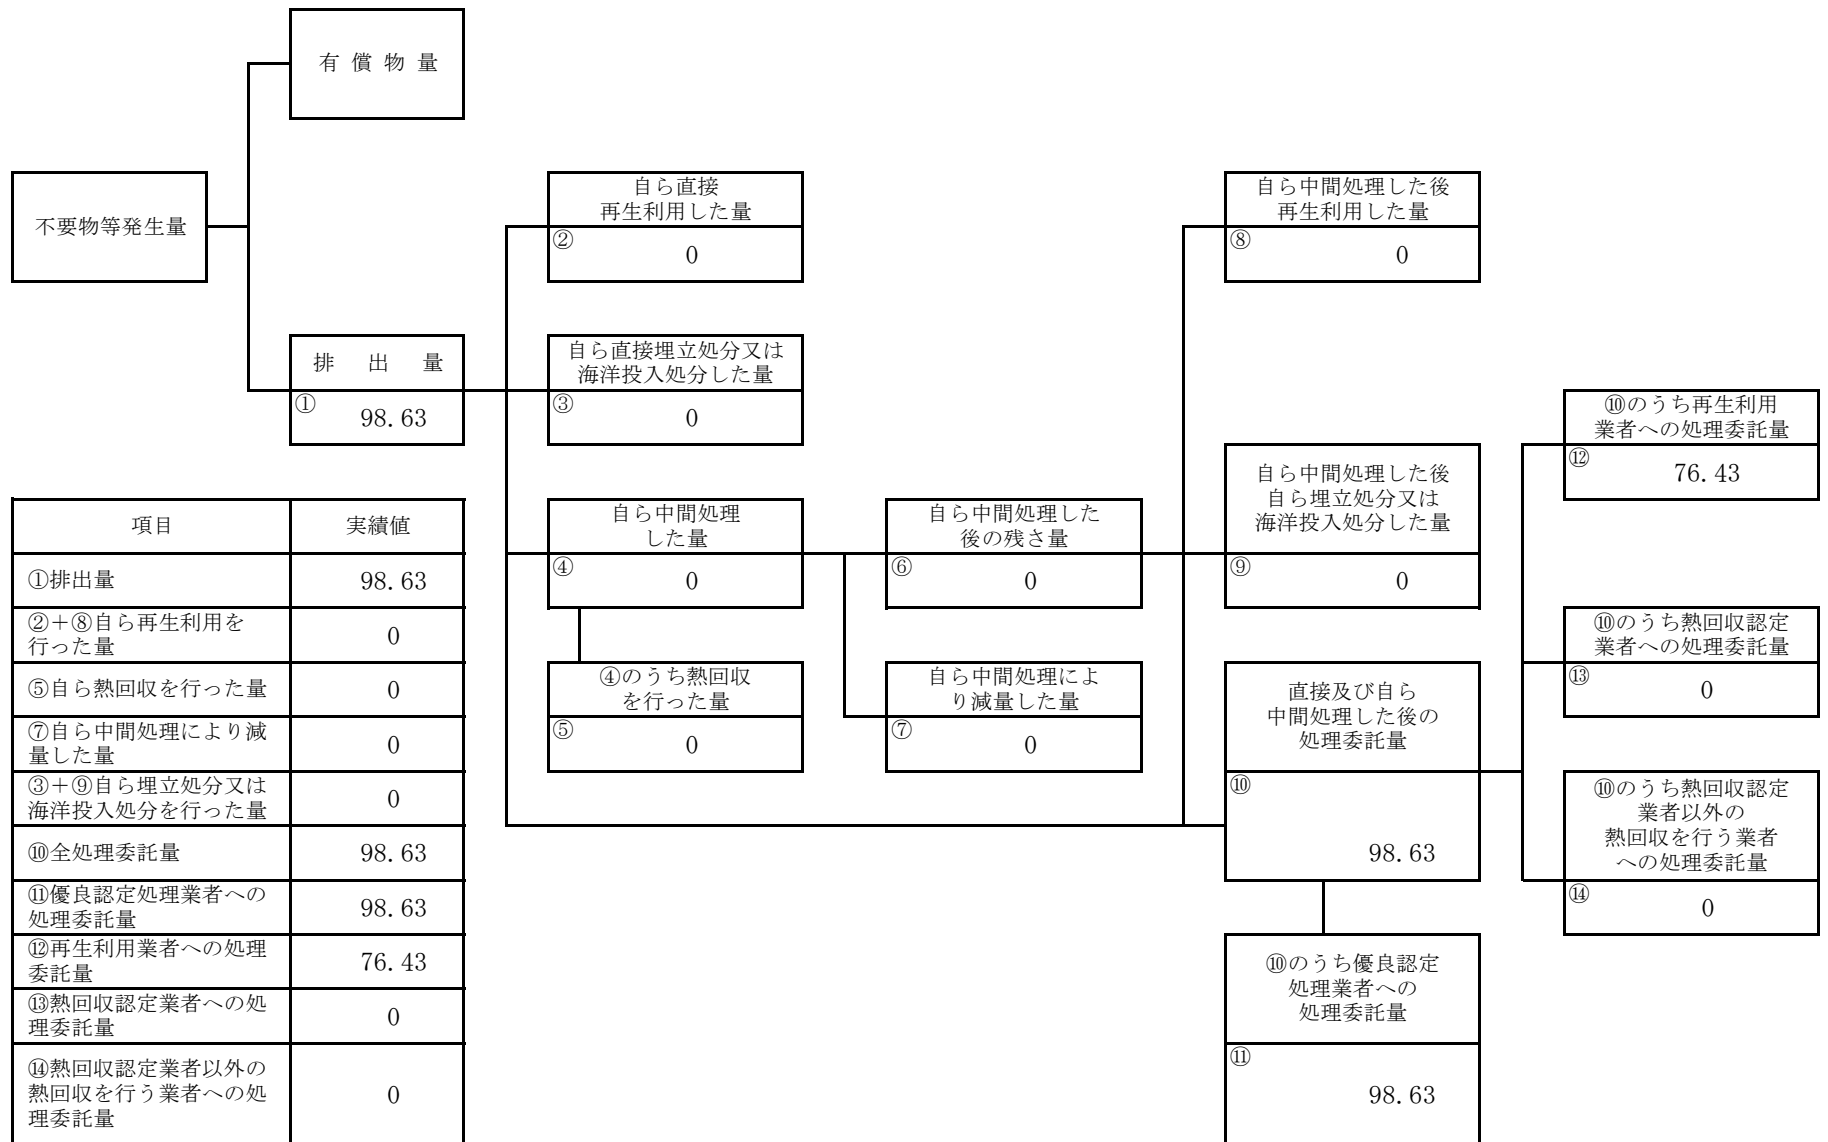 有 償 物 量
不要物等発生量
排 出 量
①
98.63
自ら直接
再生利用した量
②
0
自ら直接埋立処分又は
海洋投入処分した量
③
0
自ら中間処理
した量
④
0
④のうち熱回収
を行った量
⑤
0
自ら中間処理した
後の残さ量
⑥
0
自ら中間処理によ
り減量した量
⑦
0
自ら中間処理した後
再生利用した量
⑧
0
自ら中間処理した後
自ら埋立処分又は
海洋投入処分した量
⑨
0
直接及び自ら
中間処理した後の
処理委託量
⑩
98.63
⑩のうち優良認定
処理業者への
処理委託量
⑪
98.63
⑩のうち再生利用
業者への処理委託量
⑫
76.43
⑩のうち熱回収認定
業者への処理委託量
⑬
0
⑩のうち熱回収認定
業者以外の
熱回収を行う業者
への処理委託量
⑭
0
項目 実績値
①排出量 98.63
②＋⑧自ら再生利用を
行った量
0
⑤自ら熱回収を行った量 0
⑦自ら中間処理により減
量した量
0
③＋⑨自ら埋立処分又は
海洋投入処分を行った量
0
⑩全処理委託量 98.63
⑪優良認定処理業者への
処理委託量
98.63
⑫再生利用業者への処理
委託量
76.43
⑬熱回収認定業者への処
理委託量
0
⑭熱回収認定業者以外の
熱回収を行う業者への処
理委託量
0